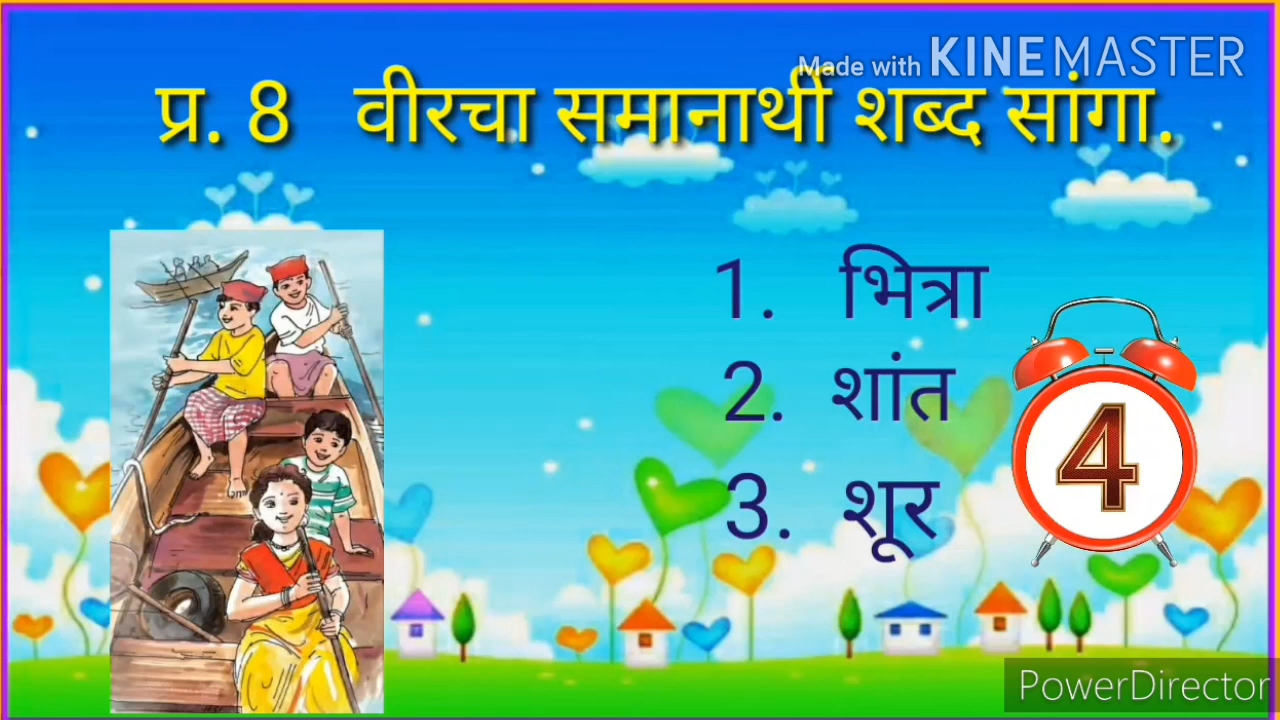 Made with KINEMASTER
प्र. 8 वीरचा समानार्थी शब्द सांगा.
1. भित्रा
2. शांत
3. शूर
4
PowerDirector